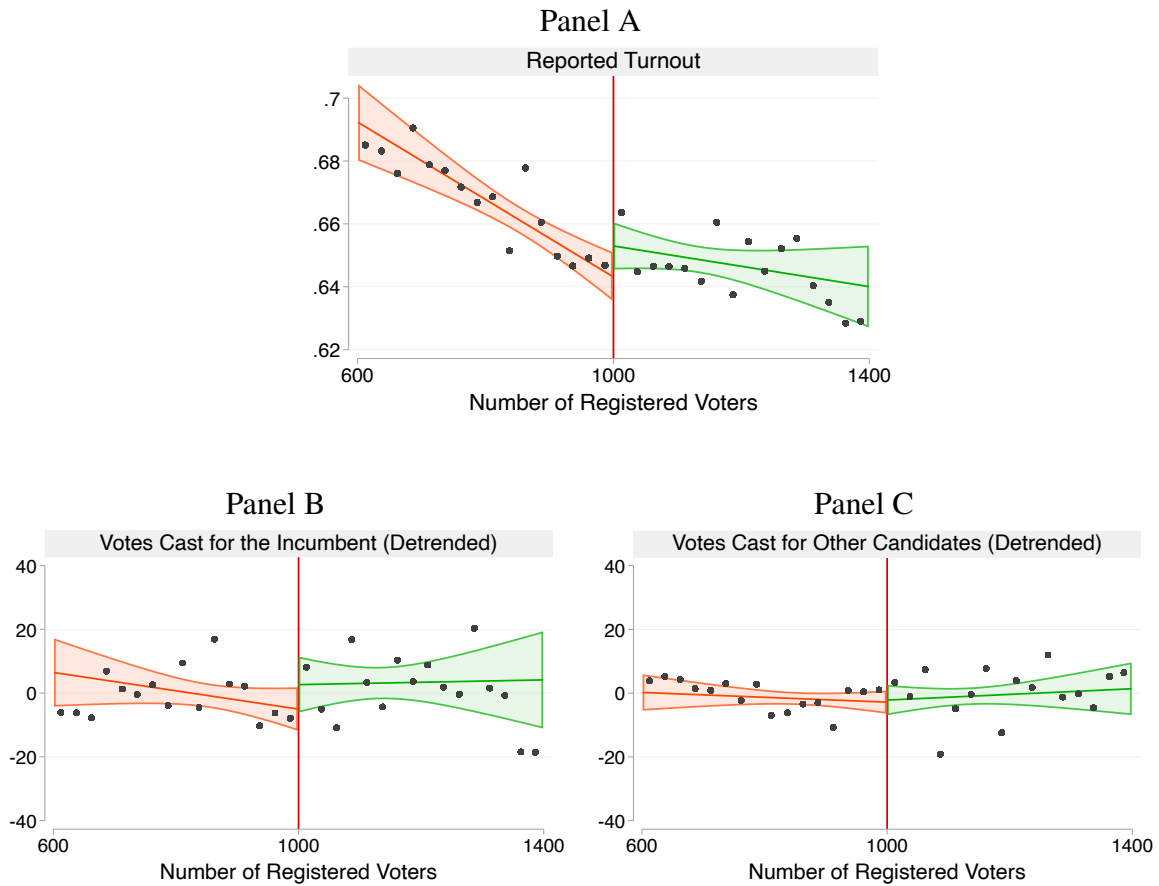 Panel A
Reported Turnout
.7
.68
.66
.64
.62
600 1000 1400
Number of Registered Voters
Panel B
Votes Cast for the Incumbent (Detrended)
40
20
0
-20
-40
600 1000 1400
Number of Registered Voters
Panel C
Votes Cast for Other Candidates (Detrended)
40
20
0
-20
-40
600 1000 1400
Number of Registered Voters